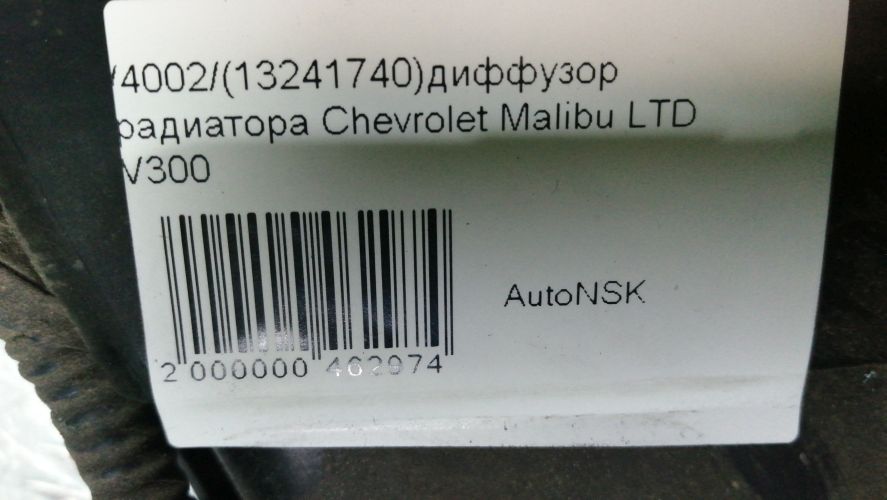 /4002/(13241740)диффузор
радиатора Chevrolet Malibu LTD
V300
AutoNSK
2 000000 462974